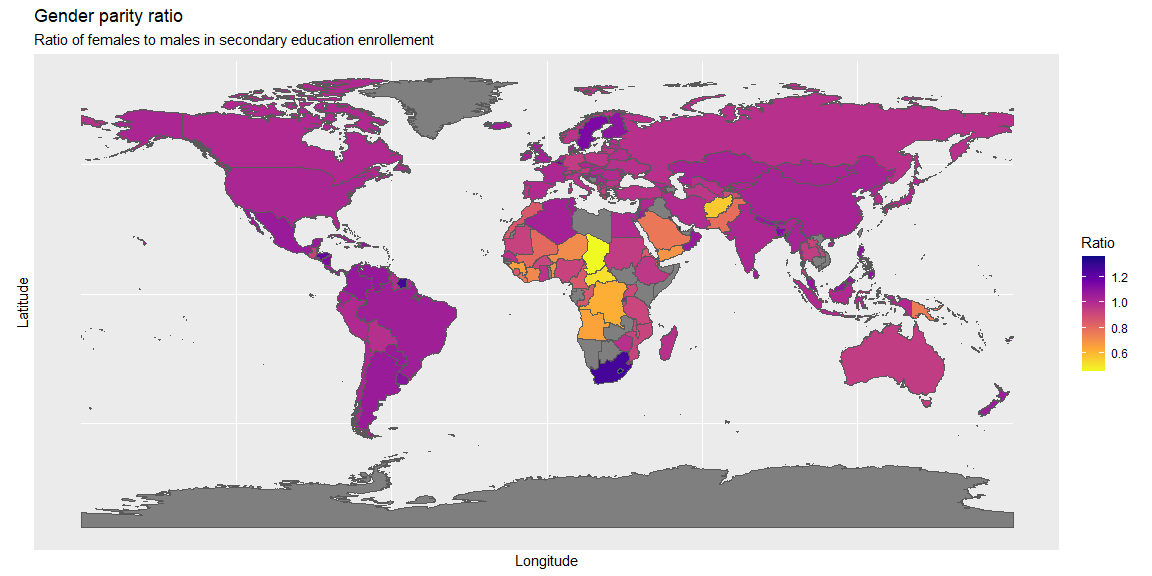 Gender parity ratio
Ratio of females to males in secondary education enrollement
Latitude
Longitude
Ratio
1.2
1.0
0.8
0.6